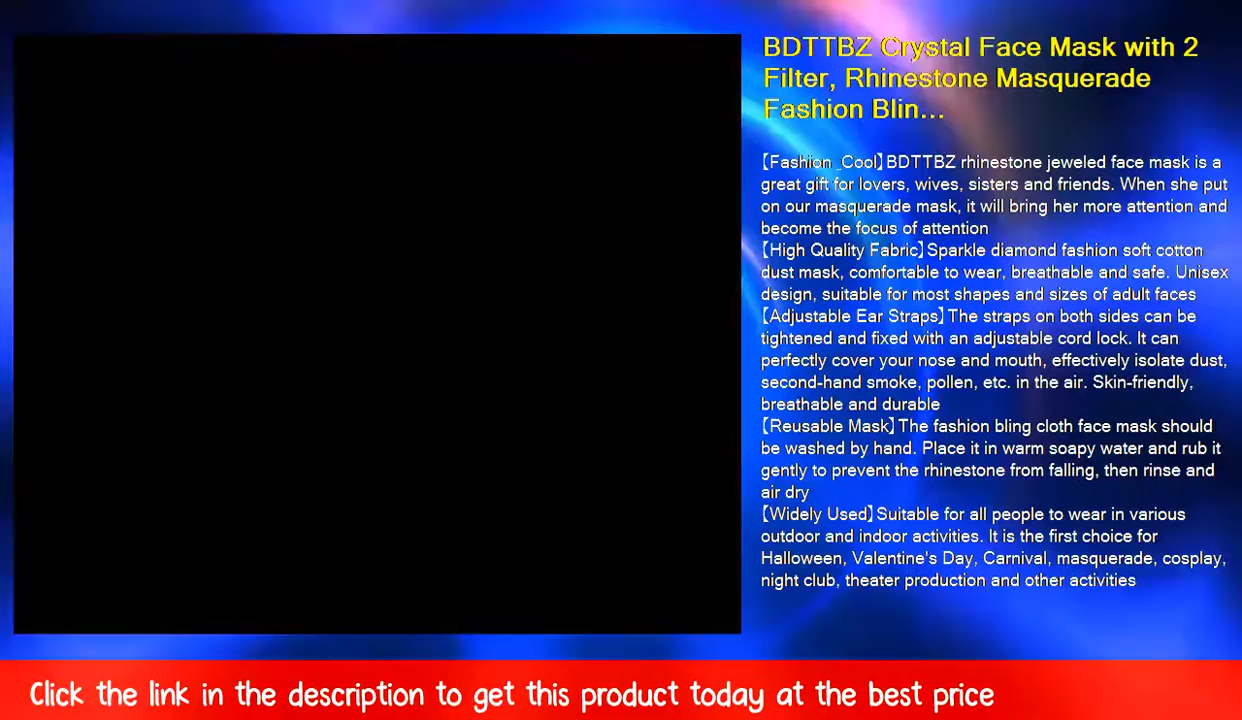 BDTTBZ Crystal Face Mask with 2
Filter, Rhinestone Masquerade
Fashion Blin...
【Fashion _Cool】BDTTBZ rhinestone jeweled face mask is a
great gift for lovers, wives, sisters and friends. When she put
on our masquerade mask, it will bring her more attention and
become the focus of attention
【High Quality Fabric】Sparkle diamond fashion soft cotton
dust mask, comfortable to wear, breathable and safe. Unisex
design, suitable for most shapes and sizes of adult faces
【Adjustable Ear Straps】The straps on both sides can be
tightened and fixed with an adjustable cord lock. It can
perfectly cover your nose and mouth, effectively isolate dust,
second-hand smoke, pollen, etc. in the air. Skin-friendly,
breathable and durable
【Reusable Mask】The fashion bling cloth face mask should
be washed by hand. Place it in warm soapy water and rub it
gently to prevent the rhinestone from falling, then rinse and
air dry
【Widely Used】Suitable for all people to wear in various
outdoor and indoor activities. It is the first choice for
Halloween, Valentine's Day, Carnival, masquerade, cosplay,
night club, theater production and other activities
Click the link in the description to get this product today at the best price